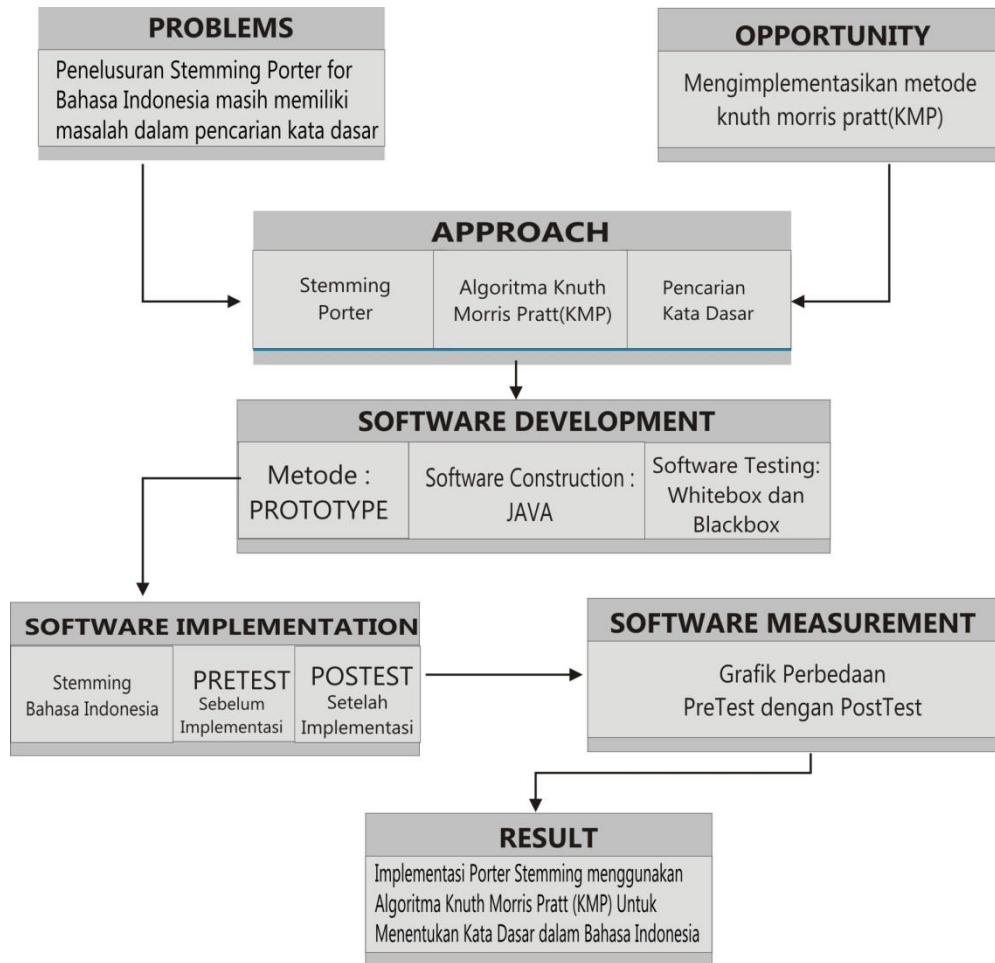 PROBLEMS
Penelusuran Stemming Porter for
Bahasa Indonesia masih memiliki
masalah dalam pencarian kata dasar
OPPORTUNITY
Mengimplementasikan metode
knuth morris pratt(KMP)
APPROACH
Stemming
Porter
Algoritma Knuth
Morris Pratt(KMP)
Pencarian
Kata Dasar
SOFTWARE DEVELOPMENT
Metode :
PROTOTYPE
Software Construction :
JAVA
Software Testing:
Whitebox dan
Blackbox
SOFTWARE IMPLEMENTATION
Stemming
Bahasa Indonesia
PRETEST
Sebelum
Implementasi
POSTEST
Setelah
Implementasi
SOFTWARE MEASUREMENT
Grafik Perbedaan
PreTest dengan PostTest
RESULT
Implementasi Porter Stemming menggunakan
Algoritma Knuth Morris Pratt (KMP) Untuk
Menentukan Kata Dasar dalam Bahasa Indonesia